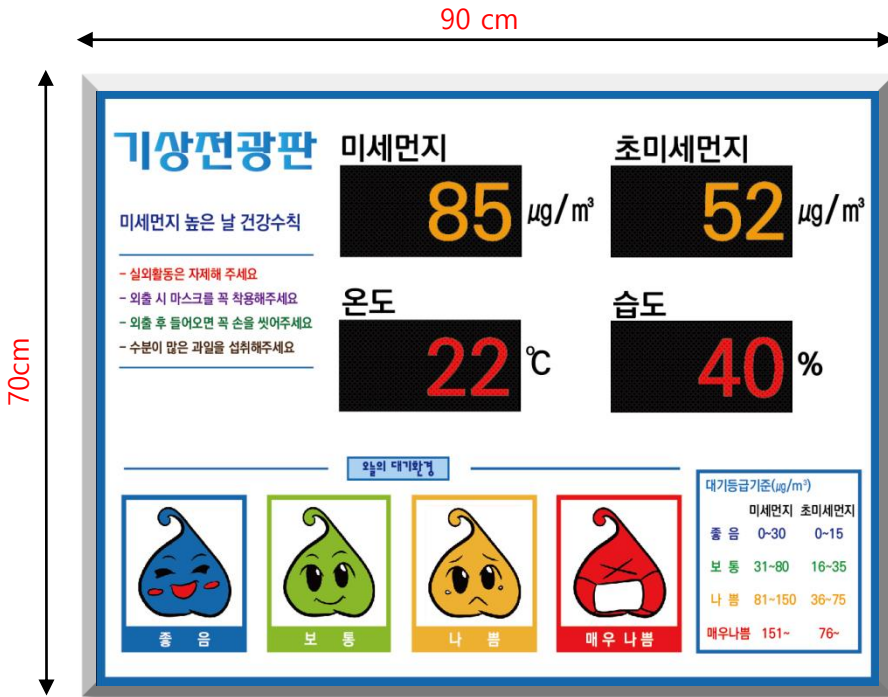 90 cm
70cm
기상전광판
미세먼지 높은 날 건강수칙
- 실외활동은 자제해 주세요
- 외출 시 마스크를 꼭 착용해주세요
- 외출 후 들어오면 꼭 손을 씻어주세요
- 수분이 많은 과일을 섭취해주세요
미세먼지
85 μg/m³
초미세먼지
52 μg/m³
온도
22 ℃
습도
40 %
오늘의 대기환경
좋 음
보 통
나 쁨
매우 나쁨
대기등급기준(μg/m³)
미세먼지 초미세먼지
좋 음 0~30 0~15
보 통 31~80 16~35
나 쁨 81~150 36~75
매우나쁨 151~ 76~